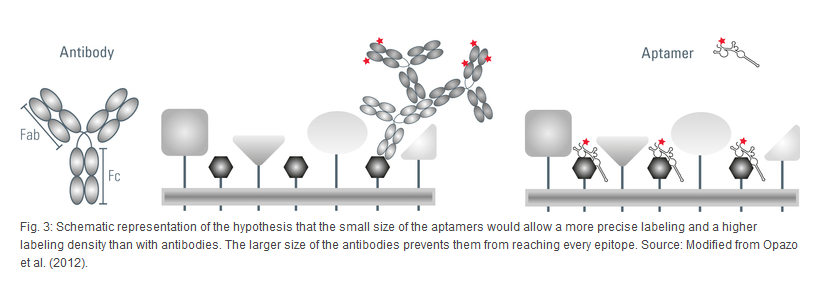 Antibody
Aptamer
Fab
Fc
Fig. 3: Schematic representation of the hypothesis that the small size of the aptamers would allow a more precise labeling and a higher
labeling density than with antibodies. The larger size of the antibodies prevents them from reaching every epitope. Source: Modified from Opazo
et al. (2012).